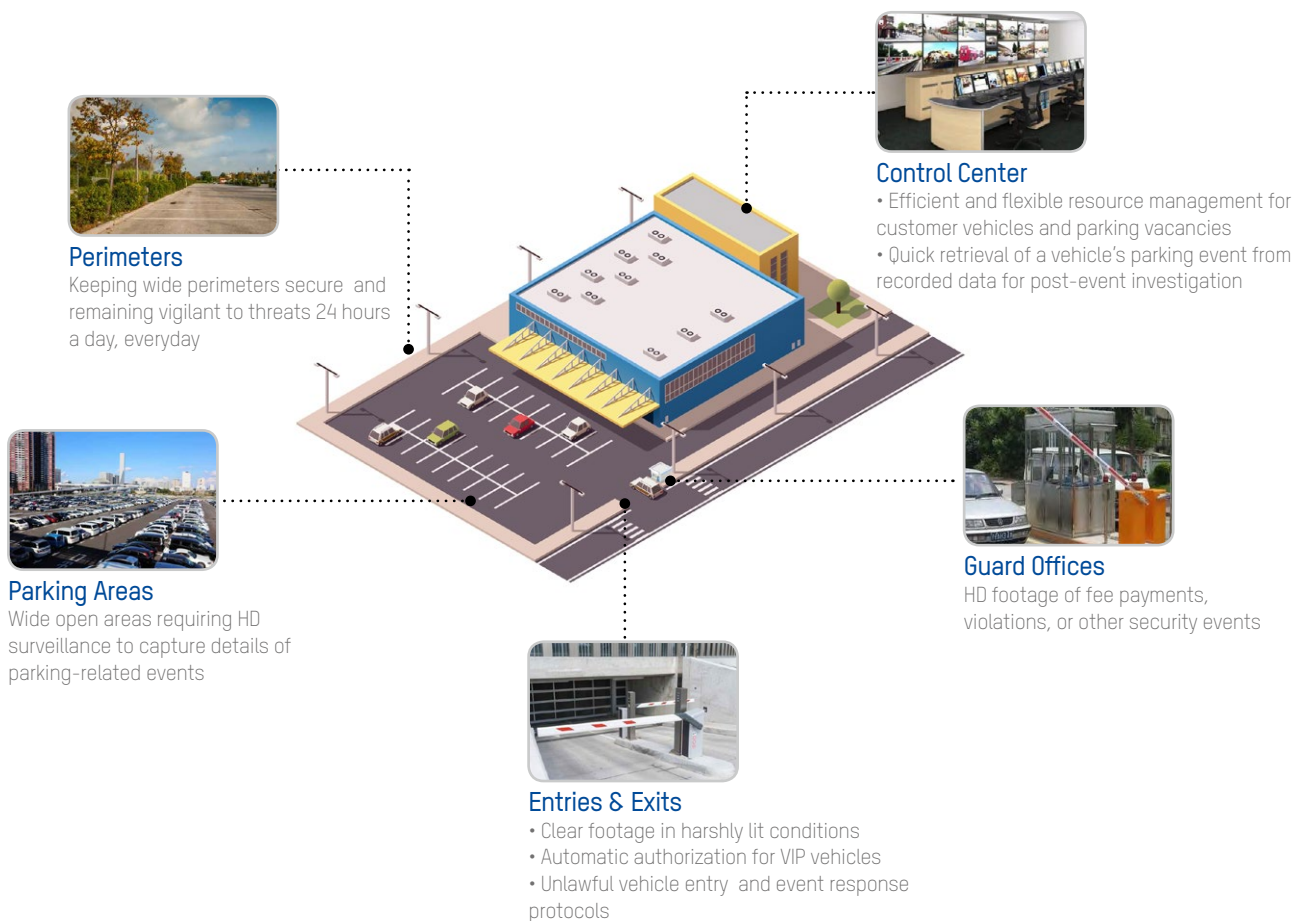 Control Center
• Efficient and flexible resource management for
customer vehicles and parking vacancies
• Quick retrieval of a vehicle's parking event from
recorded data for post-event investigation
Perimeters
Keeping wide perimeters secure and
remaining vigilant to threats 24 hours
a day, everyday
Parking Areas
Wide open areas requiring HD
surveillance to capture details of
parking-related events
Guard Offices
HD footage of fee payments,
violations, or other security events
Entries & Exits
• Clear footage in harshly lit conditions
• Automatic authorization for VIP vehicles
• Unlawful vehicle entry and event response
protocols